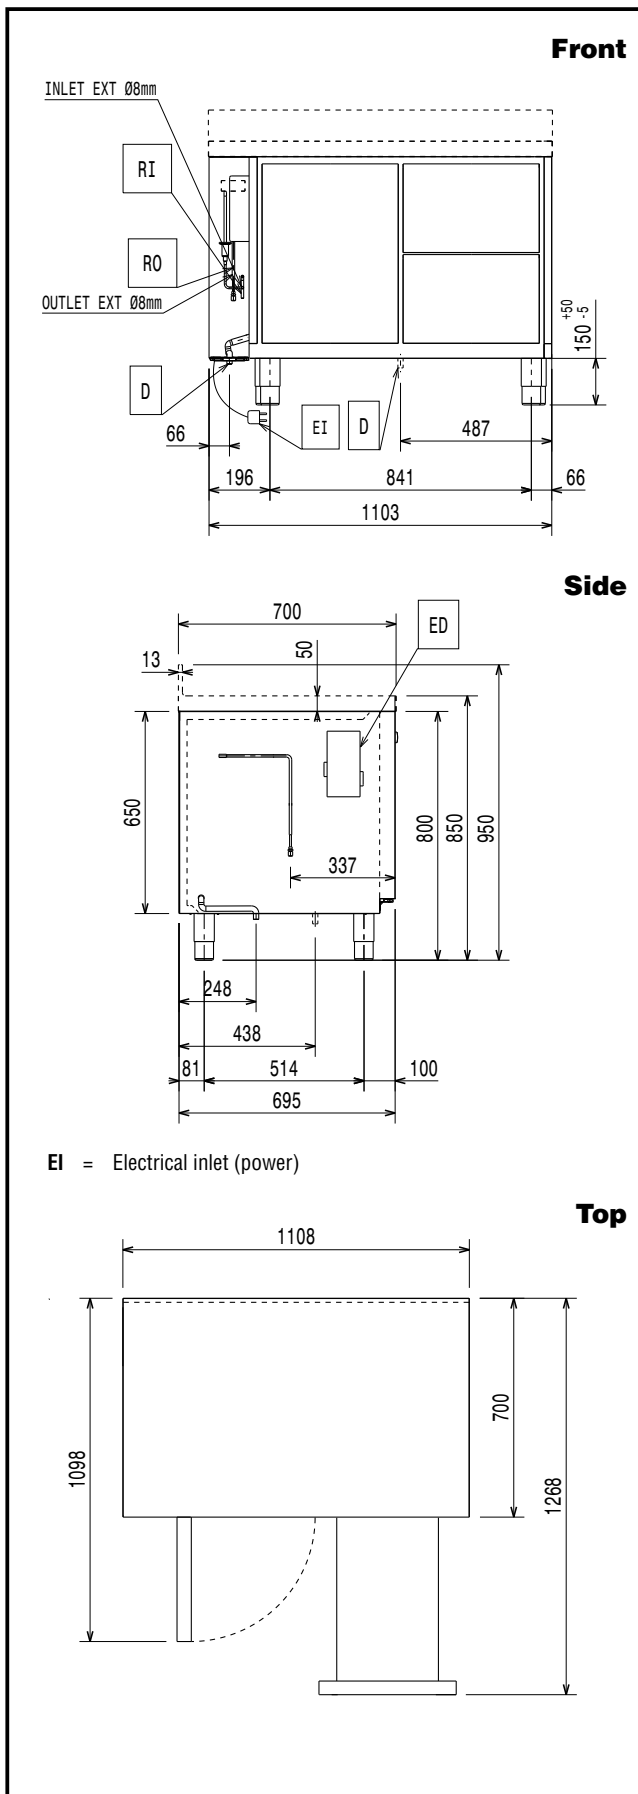 Front
INLET EXT Ø8mm
RI
RO
OUTLET EXT Ø8mm
+50
150 -5
D
EI
D
66
487
196
841
66
1103
Side
700
ED
50
13
650
800
850
950
337
248
438
81
514
100
695
EI = Electrical inlet (power)
Top
1108
1098
700
1268